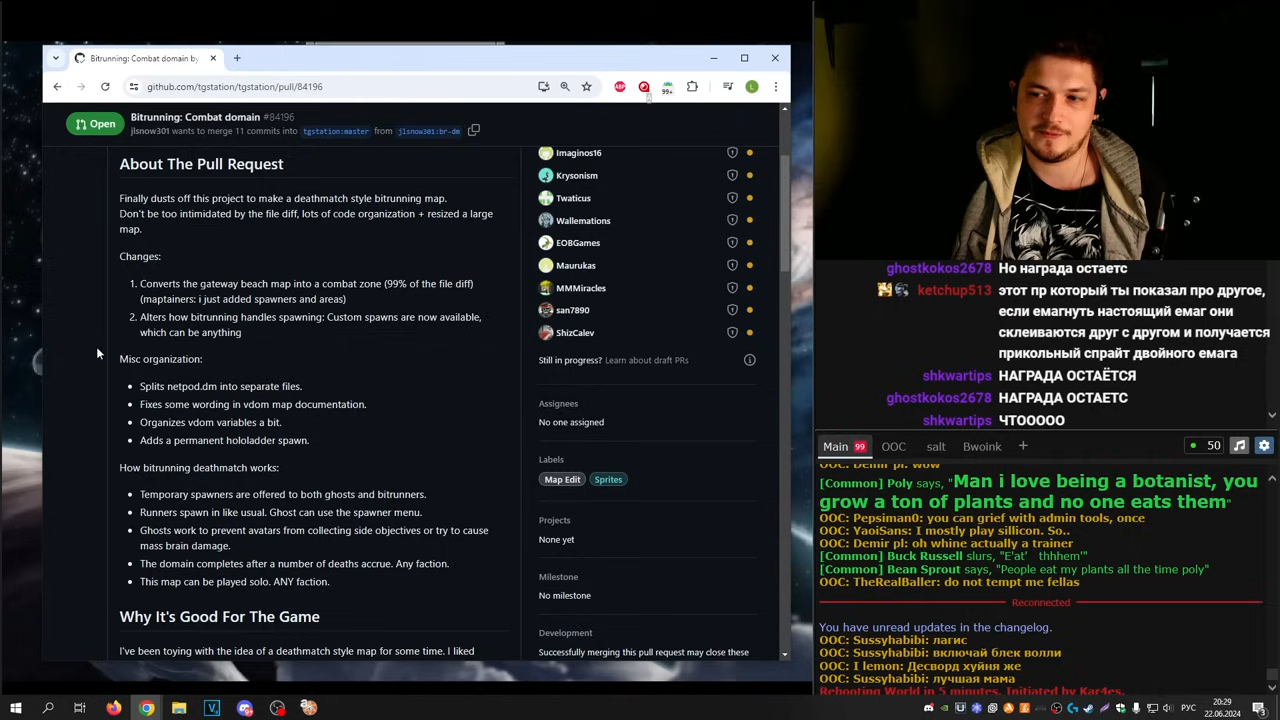 Bitrunning: Combat domain by
github.com/tgstation/tgstation/pull/84196
ABP
99+
L
Open
Bitrunning: Combat domain #84196
jlsnow301 wants to merge 11 commits into tgstation:master from jlsnow301:br-dm
About The Pull Request
Finally dusts off this project to make a deathmatch style bitrunning map.
Don't be too intimidated by the file diff, lots of code organization + resized a large
map.
Changes:
1. Converts the gateway beach map into a combat zone (99% of the file diff)
(maptainers: i just added spawners and areas)
2. Alters how bitrunning handles spawning: Custom spawns are now available,
which can be anything
Misc organization:
Splits netpod.dm into separate files.
Fixes some wording in vdom map documentation.
Organizes vdom variables a bit.
Adds a permanent hololadder spawn.
How bitrunning deathmatch works:
Temporary spawners are offered to both ghosts and bitrunners.
Runners spawn in like usual. Ghost can use the spawner menu.
Ghosts work to prevent avatars from collecting side objectives or try to cause
mass brain damage.
The domain completes after a number of deaths accrue. Any faction.
This map can be played solo. ANY faction.
Why It's Good For The Game
I've been toying with the idea of a deathmatch style map for some time. I liked
Imaginos16
Krysonism
Twaticus
Wallemations
EOBGames
Maurukas
MMMiracles
san7890
ShizCalev
Still in progress? Learn about draft PRs
Assignees
No one assigned
Labels
Map Edit Sprites
Projects
None yet
Milestone
No milestone
Development
Successfully merging this pull request may close these
ghostkokos2678 Но награда остаетс
ketchup513 этот пр который ты показал про другое,
если емагнуть настоящий емаг они
склеиваются друг с другом и получается
прикольный спрайт двойного емага
shkwartips НАГРАДА ОСТАЁТСЯ
ghostkokos2678 НАГРАДА ОСТАЕТС
shkwartips ЧТООООО
Main 99 OOC salt Bwoink + 50
OOC: Demir pl: wow
[Common] Poly says, "Man i love being a botanist, you
grow a ton of plants and no one eats them"
OOC: Pepsiman0: you can grief with admin tools, once
OOC: YaoiSans: I mostly play sillicon. So..
OOC: Demir pl: oh whine actually a trainer
[Common] Buck Russell slurs, "E'at' thhhem'"
[Common] Bean Sprout says, "People eat my plants all the time poly"
OOC: TheRealBaller: do not tempt me fellas
Reconnected
You have unread updates in the changelog.
OOC: Sussyhabibi: лагис
OOC: Sussyhabibi: включай блек волли
OOC: I lemon: Десворд хуйня же
OOC: Sussyhabibi: лучшая мама
Rebooting World in 5 minutes. Initiated by Kar4es.
РУС
20:29
22.06.2024